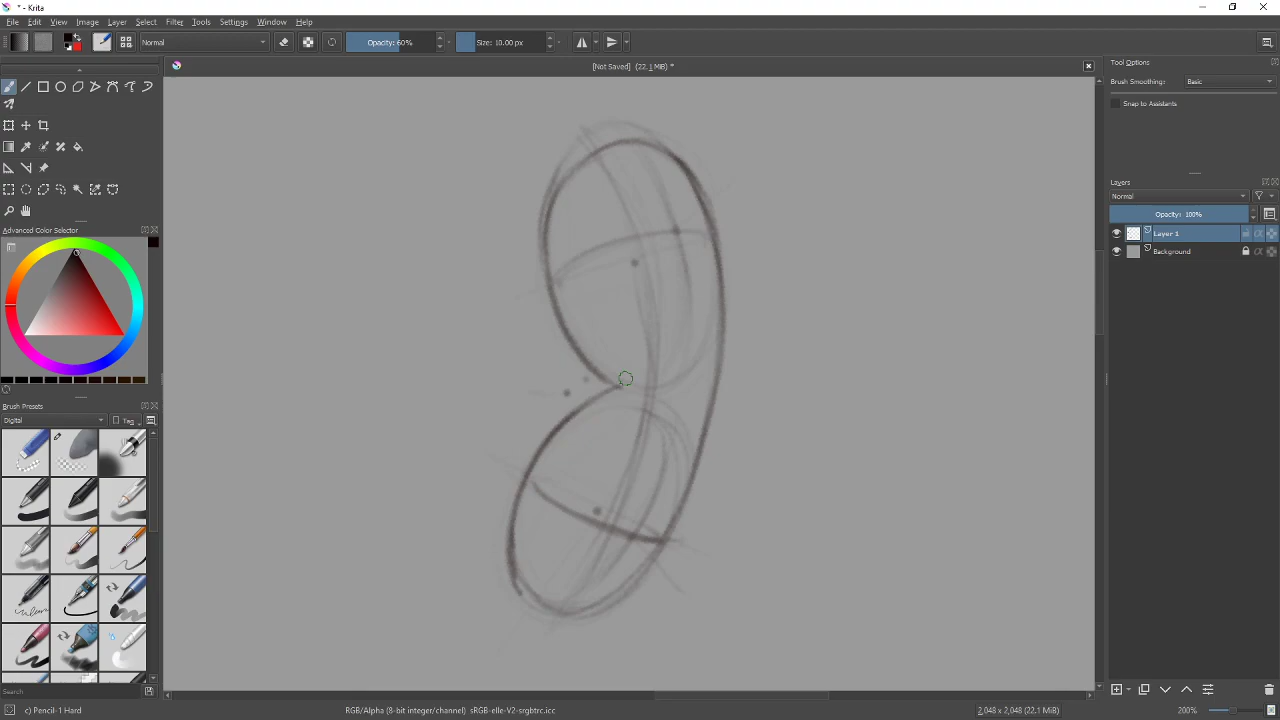 * - Krita
File Edit View Image Layer Select Filter Tools Settings Window Help
Normal Opacity: 60% Size: 10.00 px
[Not Saved] (22.1 MiB) *
Tool Options
Brush Smoothing: Basic
Snap to Assistants
Layers
Normal
Opacity: 100%
Layer 1
Background
Advanced Color Selector
Brush Presets
Digital Tag
Search
c) Pencil-1 Hard RGB/Alpha (8-bit integer/channel) sRGB-elle-V2-srgbtrc.icc 2,048 x 2,048 (22.1 MiB) 200%